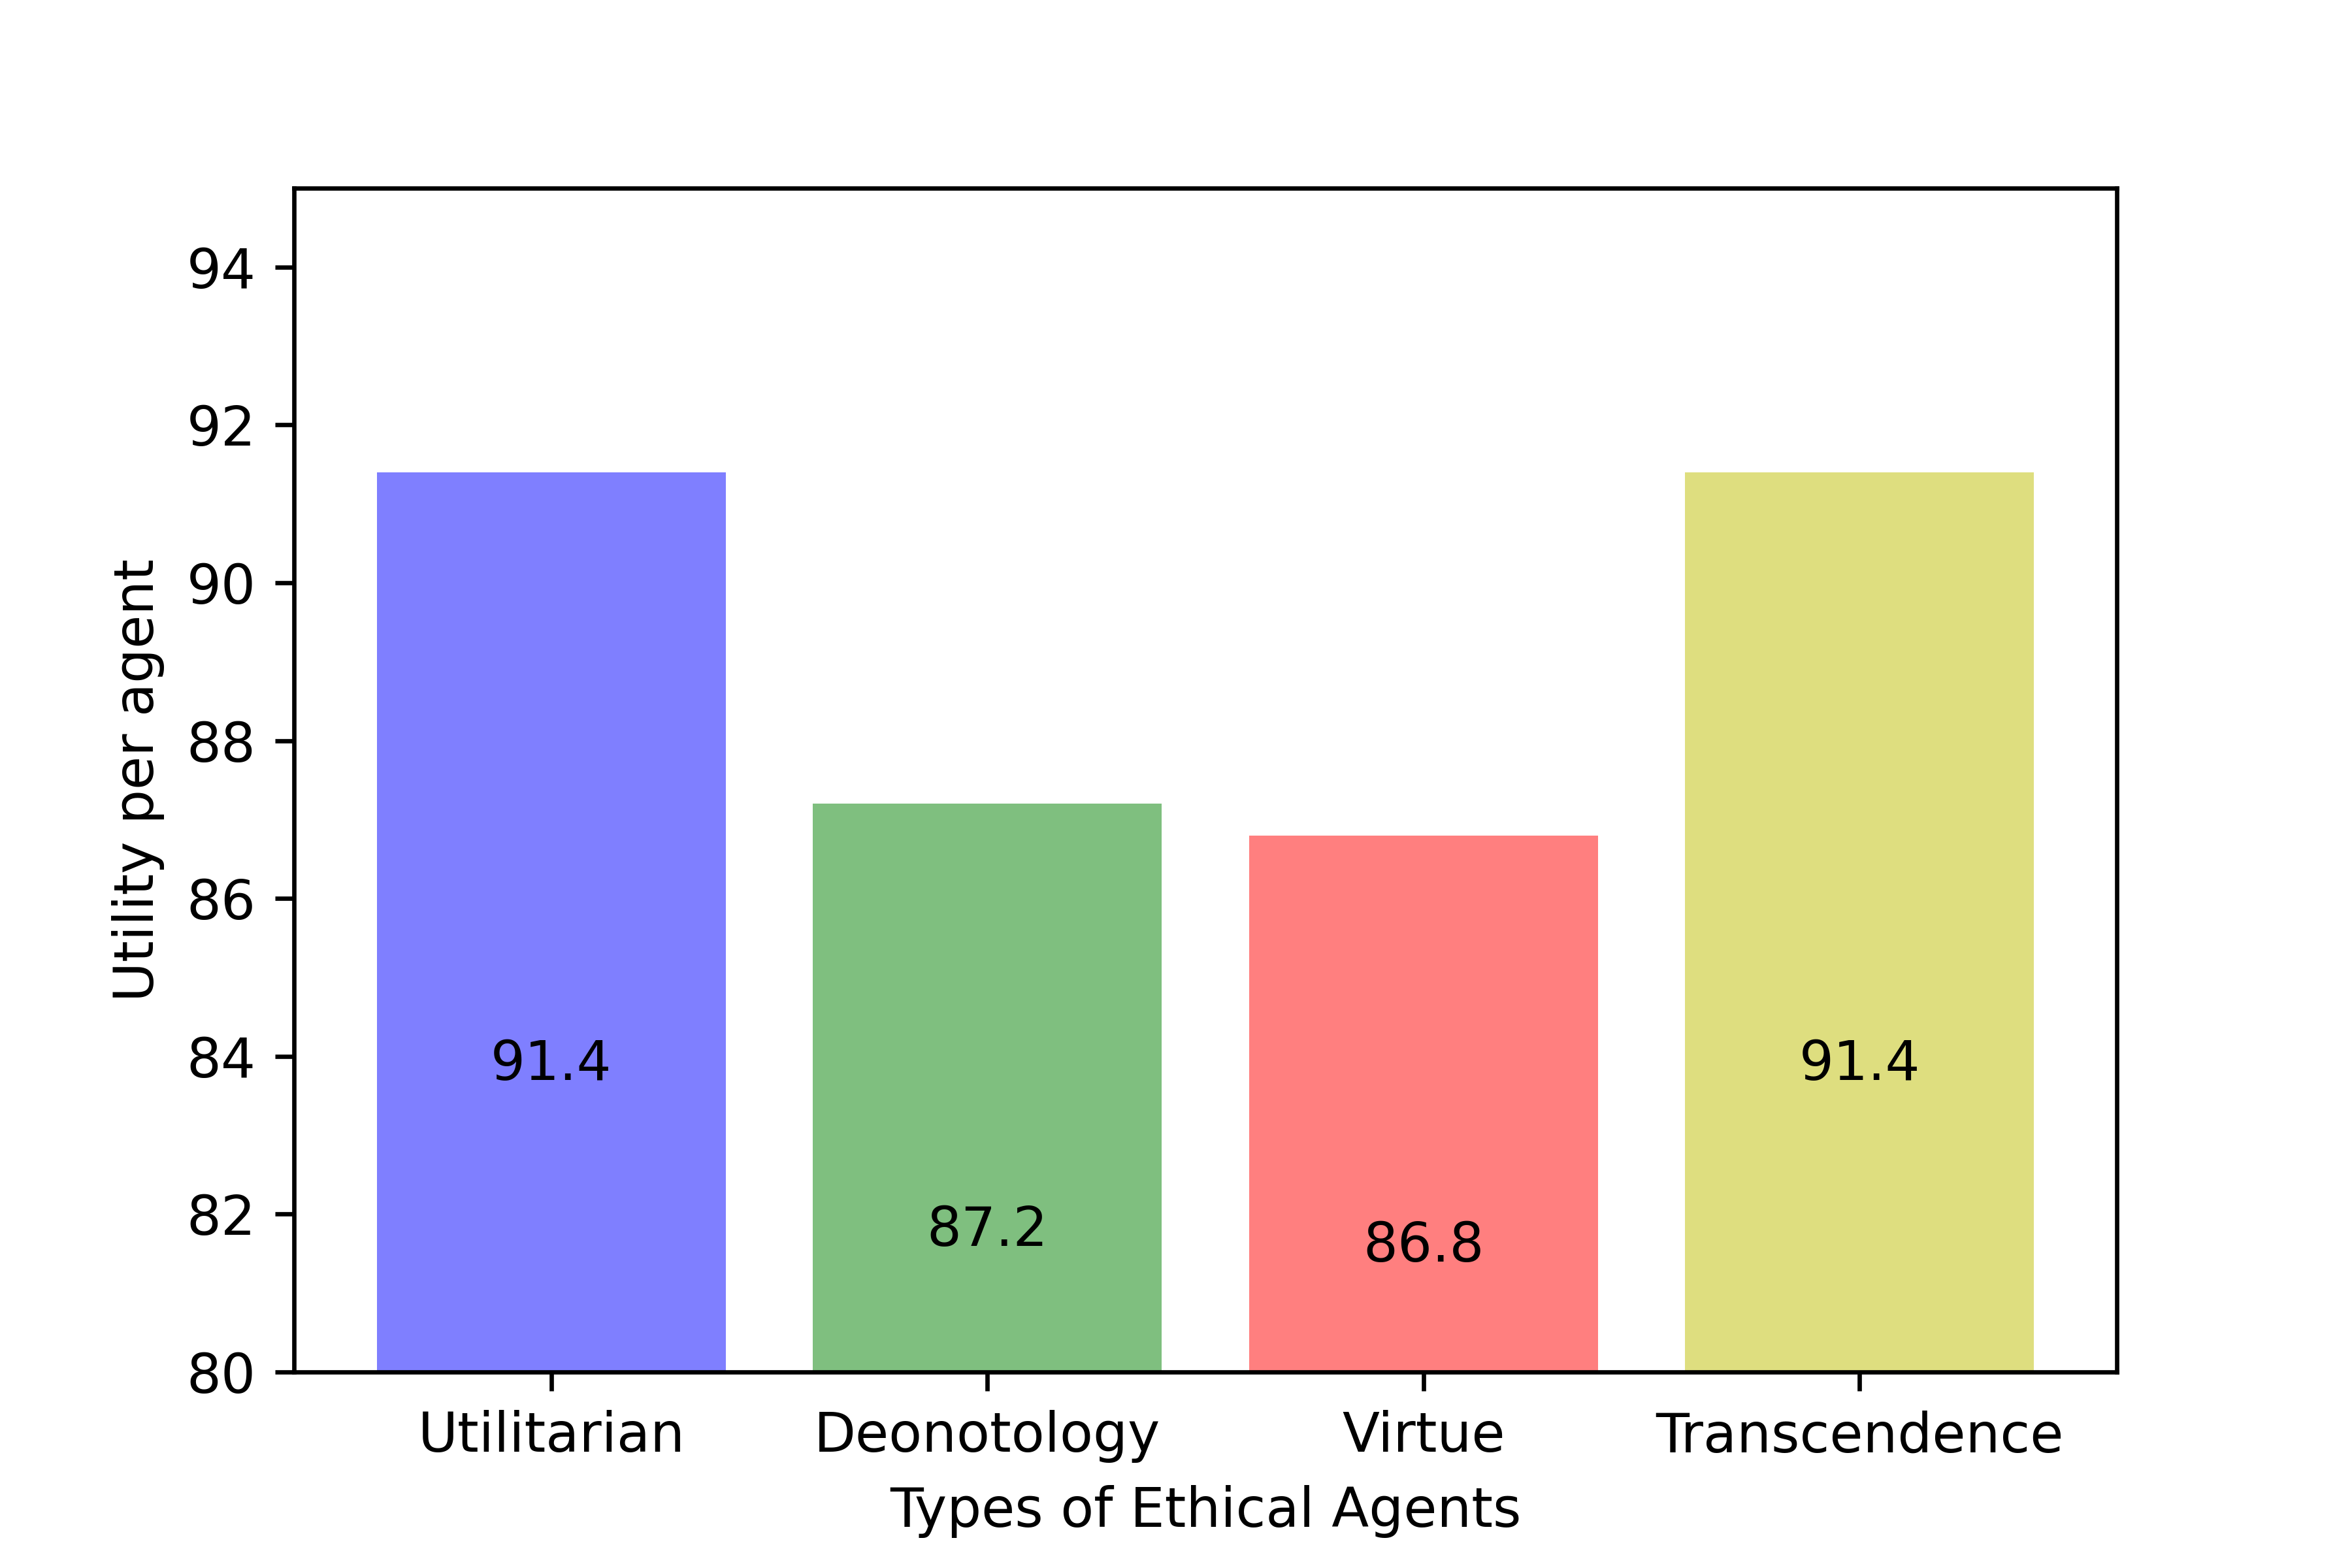 94
92
90
88
86
84
82
80
Utility per agent
91.4
87.2
86.8
91.4
Utilitarian
Deonotology
Virtue
Transcendence
Types of Ethical Agents